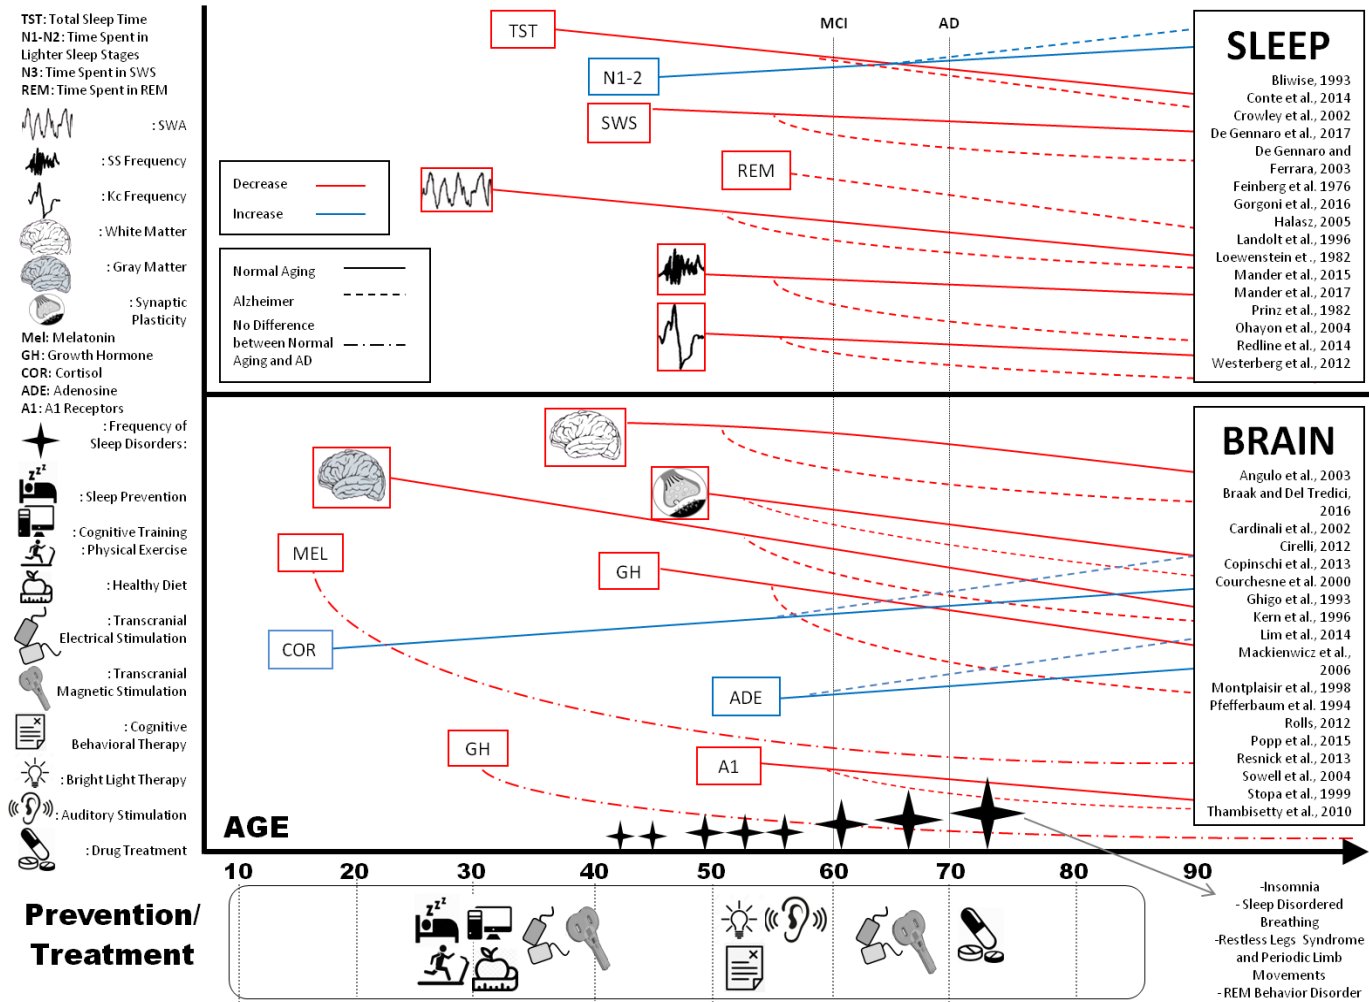 TST: Total Sleep Time
N1-N2: Time Spent in
Lighter Sleep Stages
N3: Time Spent in SWS
REM: Time Spent in REM
: SWA
: SS Frequency
: Kc Frequency
: White Matter
: Gray Matter
: Synaptic
Plasticity
Mel: Melatonin
GH: Growth Hormone
COR: Cortisol
ADE: Adenosine
A1: A1 Receptors
: Frequency of
Sleep Disorders:
zzz
: Sleep Prevention
: Cognitive Training
: Physical Exercise
: Healthy Diet
: Transcranial
Electrical Stimulation
: Transcranial
Magnetic Stimulation
: Cognitive
Behavioral Therapy
: Bright Light Therapy
: Auditory Stimulation
: Drug Treatment
TST
MCI
AD
N1-2
SWS
REM
Decrease
Increase
Normal Aging
Alzheimer
No Difference
between Normal
Aging and AD
SLEEP
Bliwise, 1993
Conte et al., 2014
Crowley et al., 2002
De Gennaro et al., 2017
De Gennaro and
Ferrara, 2003
Feinberg et al. 1976
Gorgoni et al., 2016
Halasz, 2005
Landolt et al., 1996
Loewenstein et ., 1982
Mander et al., 2015
Mander et al., 2017
Prinz et al., 1982
Ohayon et al., 2004
Redline et al., 2014
Westerberg et al., 2012
MEL
GH
COR
ADE
GH
A1
BRAIN
Angulo et al., 2003
Braak and Del Tredici,
2016
Cardinali et al., 2002
Cirelli, 2012
Copinschi et al., 2013
Courchesne et al. 2000
Ghigo et al., 1993
Kern et al., 1996
Lim et al., 2014
Mackienwicz et al.,
2006
Montplaisir et al., 1998
Pfefferbaum et al. 1994
Rolls, 2012
Popp et al., 2015
Resnick et al., 2013
Sowell et al., 2004
Stopa et al., 1999
Thambisetty et al., 2010
AGE
10 20 30 40 50 60 70 80 90
Prevention/
Treatment
zzz
-Insomnia
- Sleep Disordered
Breathing
-Restless Legs Syndrome
and Periodic Limb
Movements
- REM Behavior Disorder